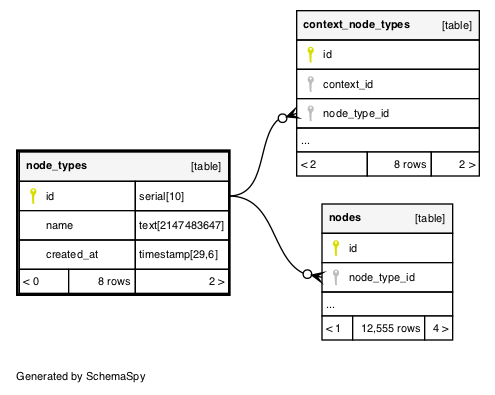 context_node_types [table]
id
context_id
node_type_id
...
< 2 8 rows 2 >
node_types [table]
id serial[10]
name text[2147483647]
created_at timestamp[29,6]
< 0 8 rows 2 >
nodes [table]
id
node_type_id
...
< 1 12,555 rows 4 >
Generated by SchemaSpy